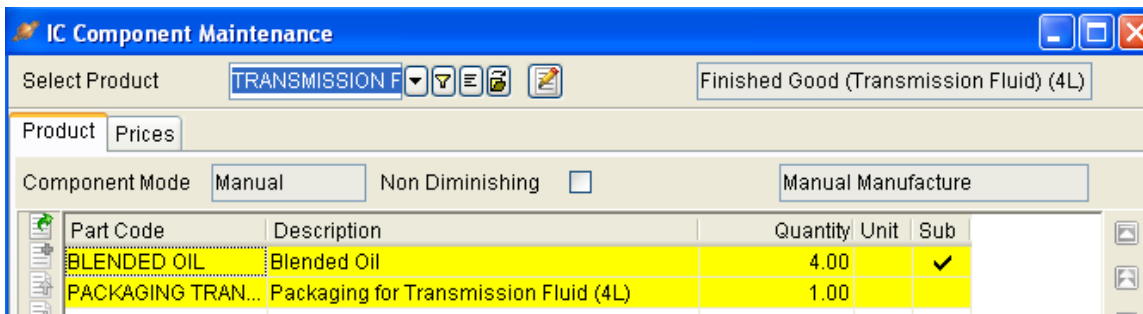 IC Component Maintenance
Select Product TRANSMISSION F Finished Good (Transmission Fluid) (4L)
Product Prices
Component Mode Manual Non Diminishing Manual Manufacture
Part Code Description Quantity Unit Sub
BLENDED OIL Blended Oil 4.00
PACKAGING TRAN... Packaging for Transmission Fluid (4L) 1.00